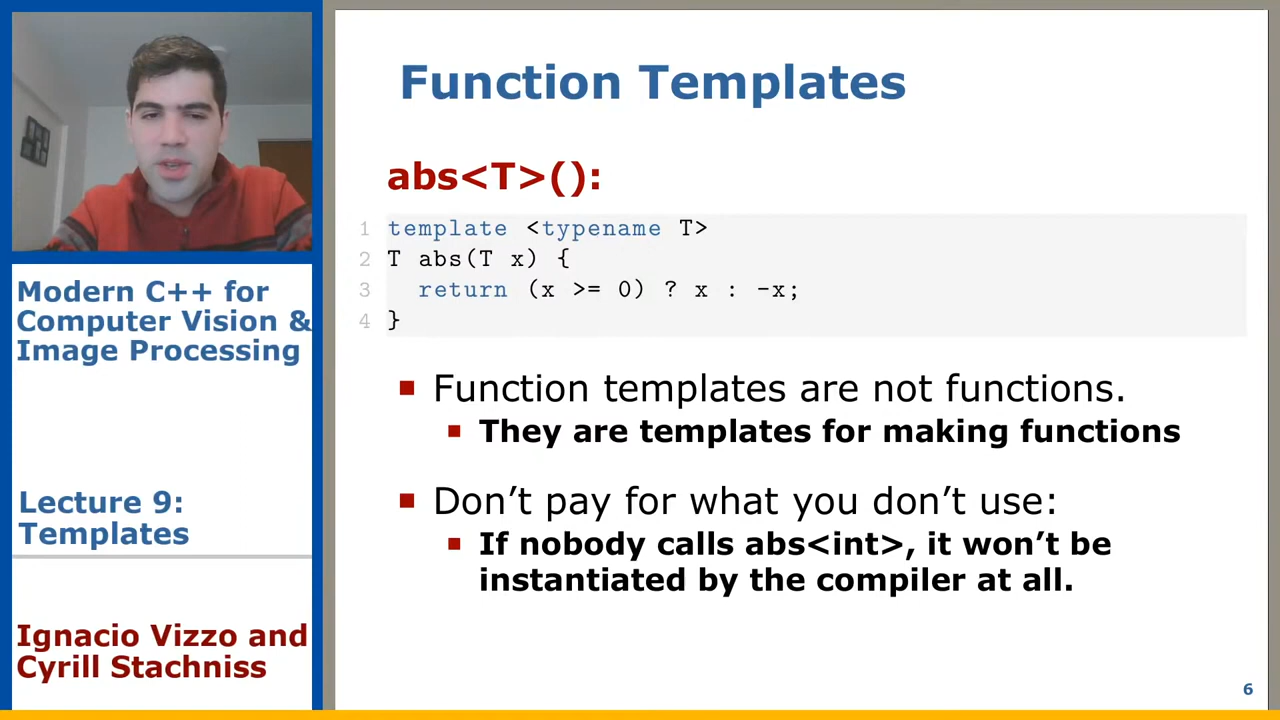 Function Templates
abs<T>():
1 template <typename T>
2 T abs(T x) {
3 return (x >= 0) ? x : -x;
4 }
Function templates are not functions.
They are templates for making functions
Don’t pay for what you don’t use:
If nobody calls abs<int>, it won’t be
instantiated by the compiler at all.
Modern C++ for
Computer Vision &
Image Processing
Lecture 9:
Templates
Ignacio Vizzo and
Cyrill Stachniss
6